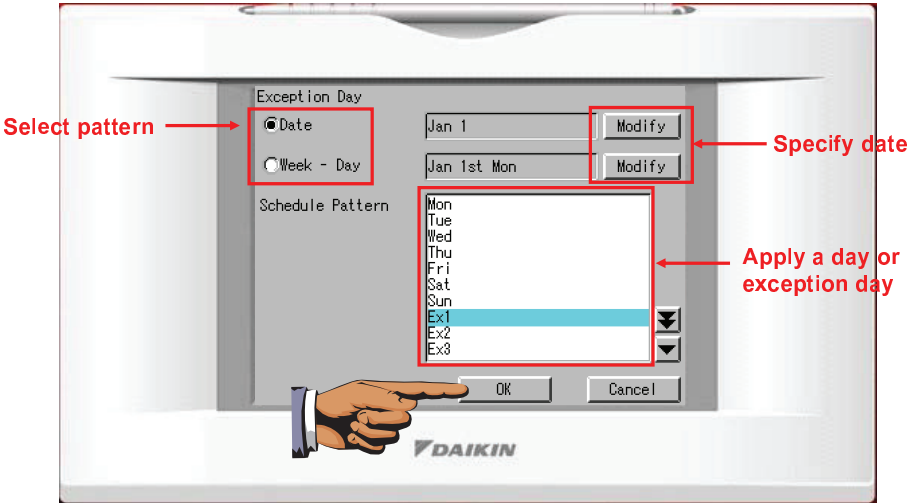 Exception Day
Select pattern
Date
Jan 1
Modify
Specify date
Week - Day
Jan 1st Mon
Modify
Schedule Pattern
Mon
Tue
Wed
Thu
Fri
Sat
Sun
Ex1
Ex2
Ex3
Apply a day or
exception day
OK
Cancel
DAIKIN